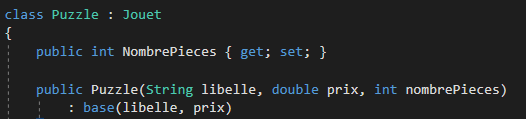 class Puzzle : Jouet
{
public int NombrePieces { get; set; }
public Puzzle(String libelle, double prix, int nombrePieces)
: base(libelle, prix)